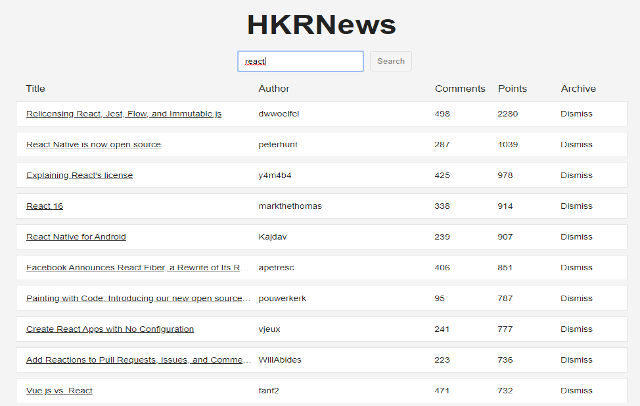 HKRNews
react Search
Title Author Comments Points Archive
Relicensing React, Jest, Flow, and Immutable.js dwwoelfel 498 2280 Dismiss
React Native is now open source peterhunt 287 1039 Dismiss
Explaining React's license y4m4b4 425 978 Dismiss
React 16 markthethomas 338 914 Dismiss
React Native for Android Kajdav 239 907 Dismiss
Facebook Announces React Fiber, a Rewrite of Its R apetresc 406 851 Dismiss
Painting with Code: Introducing our new open source... pouwerkerk 95 787 Dismiss
Create React Apps with No Configuration vjeux 241 777 Dismiss
Add Reactions to Pull Requests, Issues, and Comme... WillAbides 223 736 Dismiss
Vue.js vs. React fanf2 471 732 Dismiss